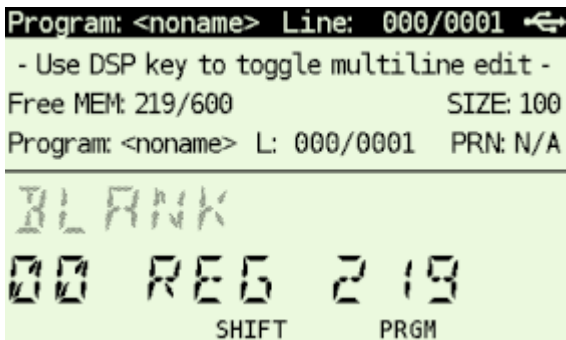 Program: <noname> Line: 000/0001
- Use DSP key to toggle multiline edit -
Free MEM: 219/600 SIZE: 100
Program: <noname> L: 000/0001 PRN: N/A
BLANK
00 REG 219
SHIFT PRGM